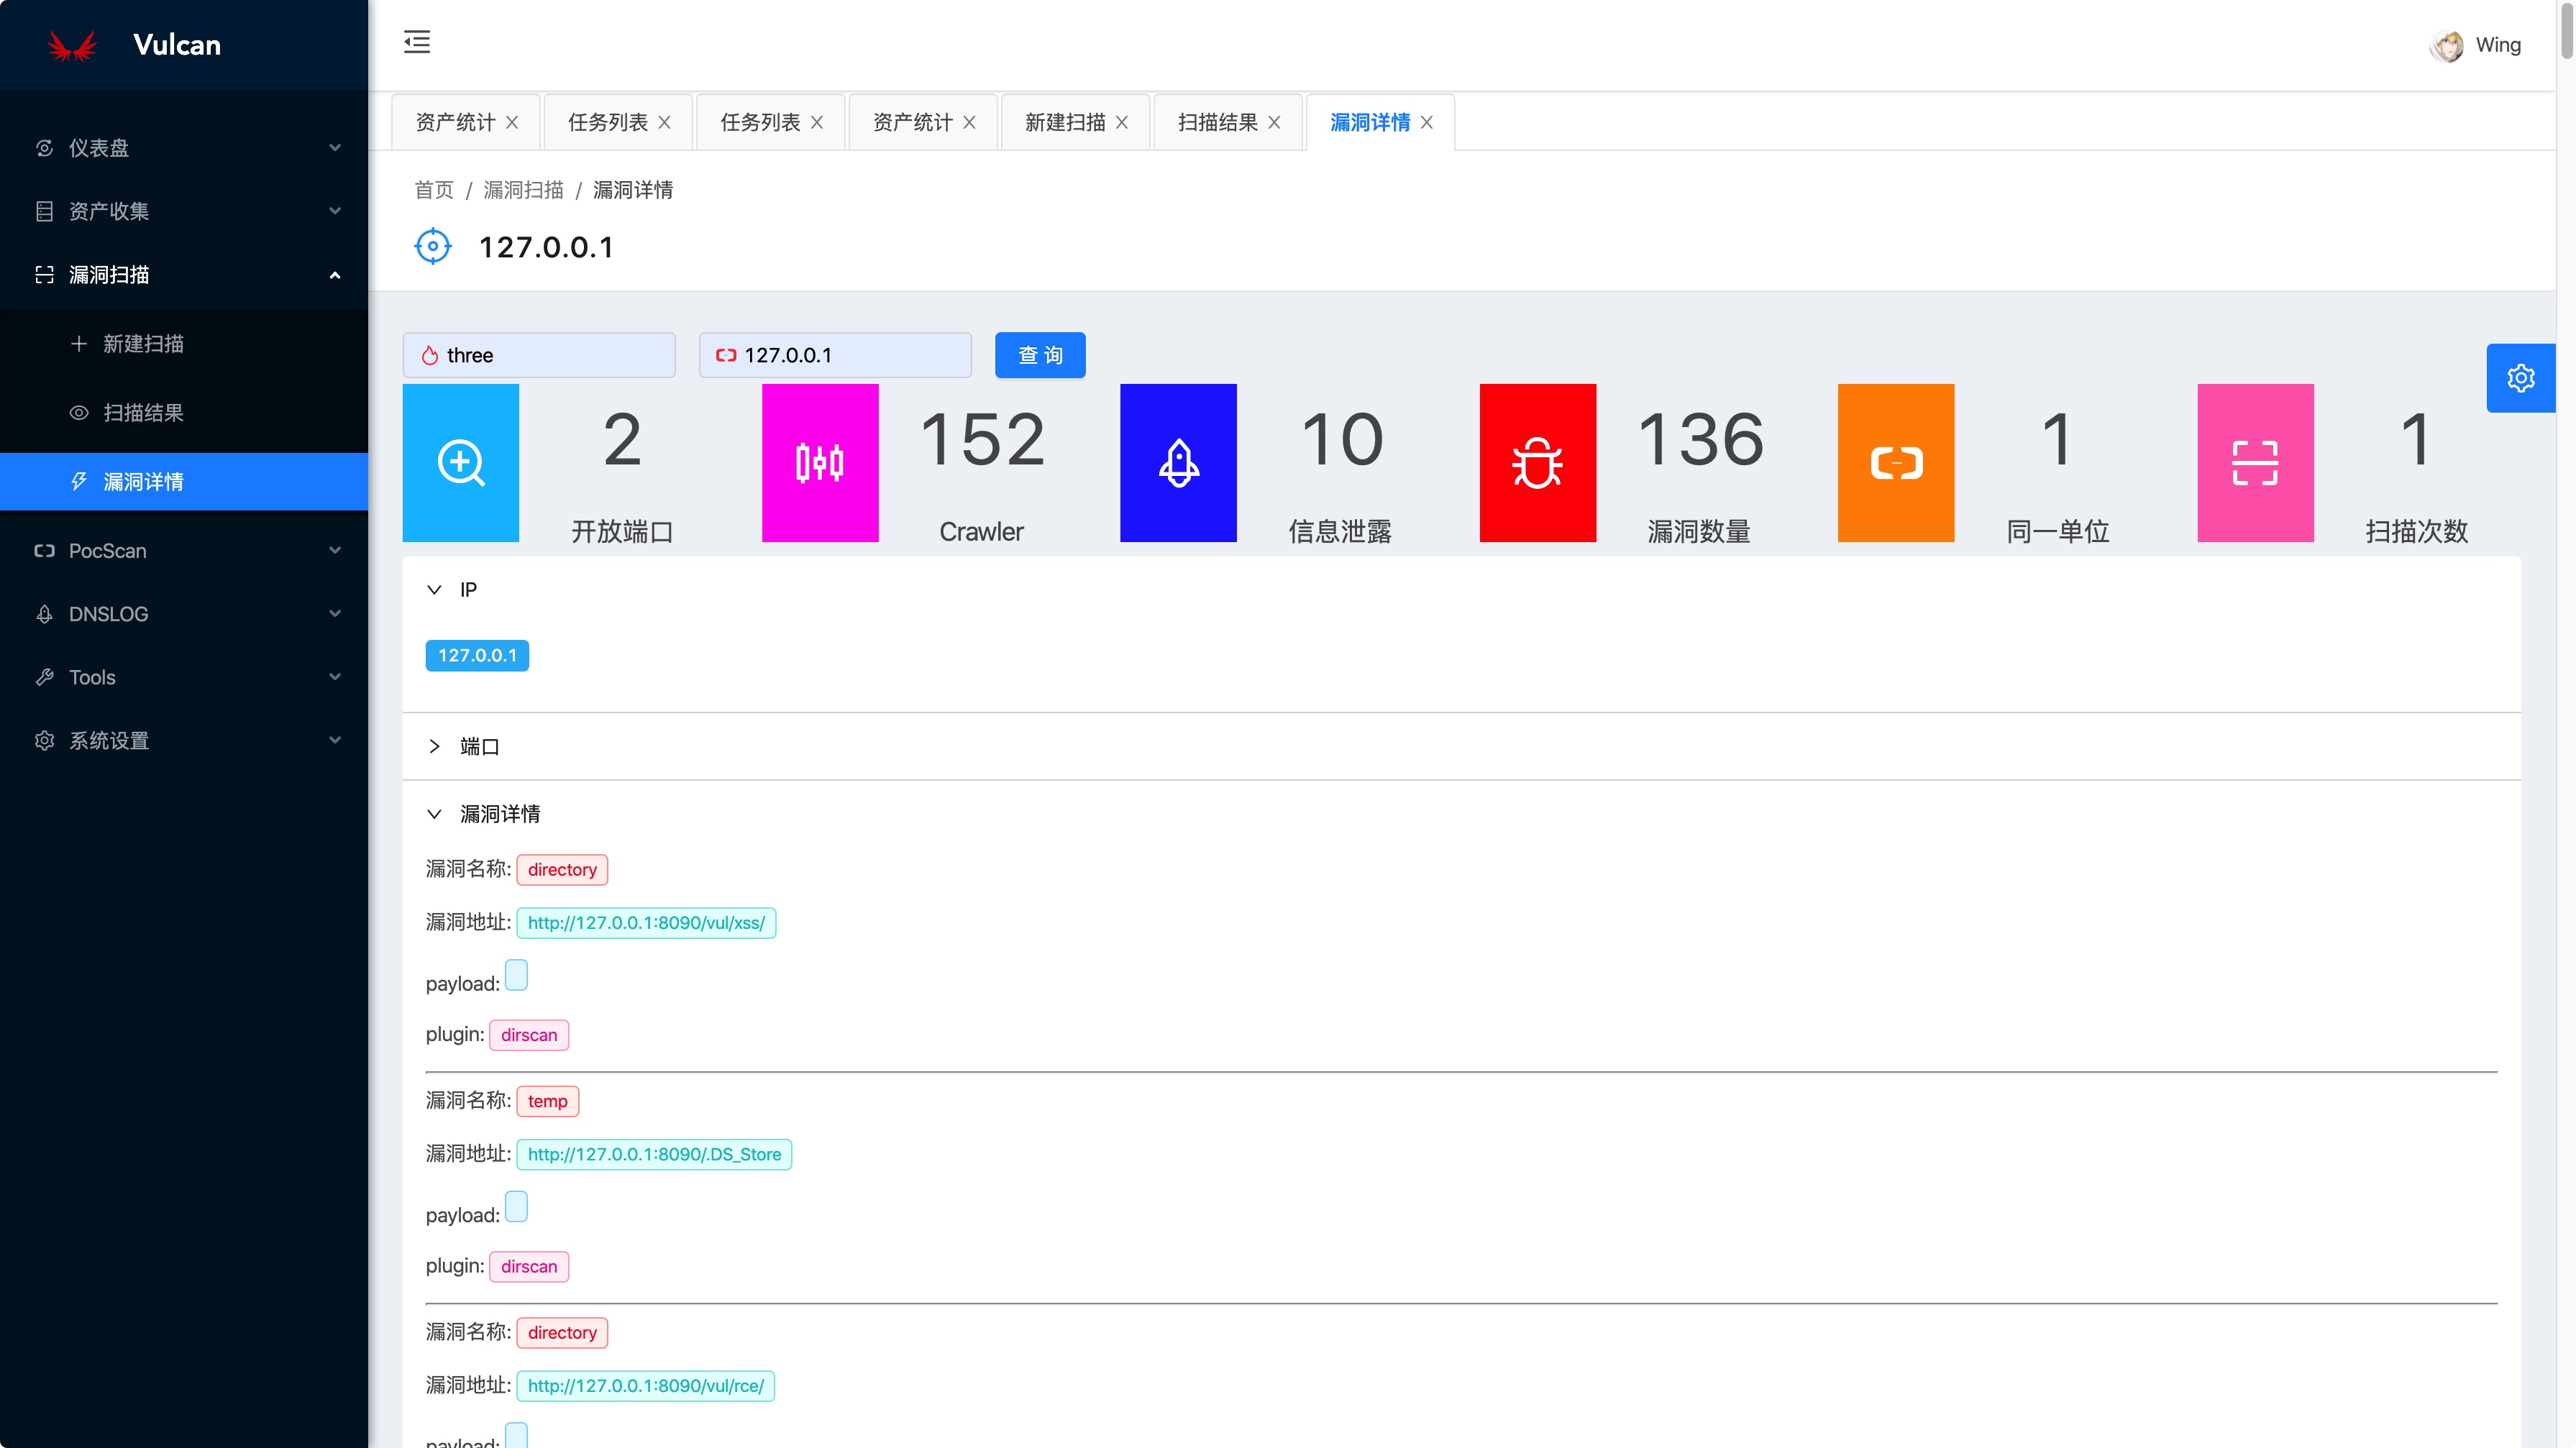 Vulcan
Wing
仪表盘
资产收集
漏洞扫描
新建扫描
扫描结果
漏洞详情
PocScan
DNSLOG
Tools
系统设置
资产统计 任务列表 任务列表 资产统计 新建扫描 扫描结果 漏洞详情
首页 / 漏洞扫描 / 漏洞详情
127.0.0.1
three 127.0.0.1 查 询
2 152 10 136 1 1
开放端口 Crawler 信息泄露 漏洞数量 同一单位 扫描次数
IP
127.0.0.1
端口
漏洞详情
漏洞名称: directory
漏洞地址: http://127.0.0.1:8090/vul/xss/
payload:
plugin: dirscan
漏洞名称: temp
漏洞地址: http://127.0.0.1:8090/.DS_Store
payload:
plugin: dirscan
漏洞名称: directory
漏洞地址: http://127.0.0.1:8090/vul/rce/
payload: